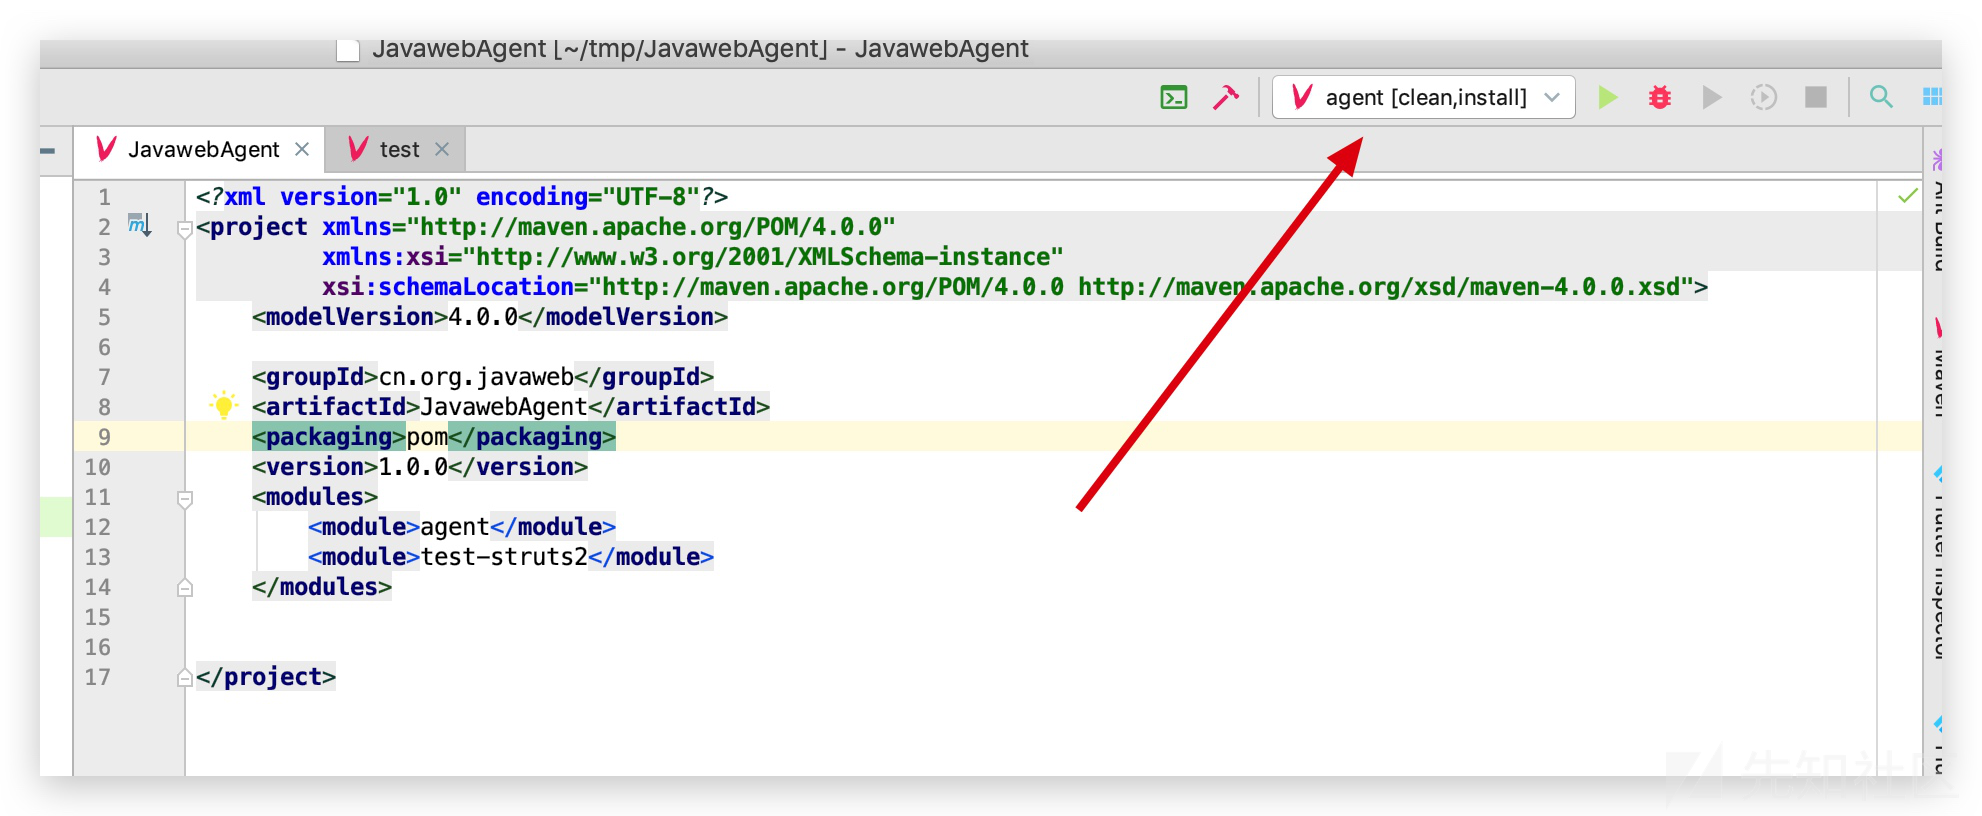 JavawebAgent [~/tmp/JavawebAgent] - JavawebAgent
agent [clean,install]
JavawebAgent
test
1 <?xml version="1.0" encoding="UTF-8"?>
2 <project xmlns="http://maven.apache.org/POM/4.0.0"
3 xmlns:xsi="http://www.w3.org/2001/XMLSchema-instance"
4 xsi:schemaLocation="http://maven.apache.org/POM/4.0.0 http://maven.apache.org/xsd/maven-4.0.0.xsd">
5 <modelVersion>4.0.0</modelVersion>
6
7 <groupId>cn.org.javaweb</groupId>
8 <artifactId>JavawebAgent</artifactId>
9 <packaging>pom</packaging>
10 <version>1.0.0</version>
11 <modules>
12 <module>agent</module>
13 <module>test-struts2</module>
14 </modules>
15
16
17 </project>
Ant Build
Maven
Flutter Inspector
先知社区